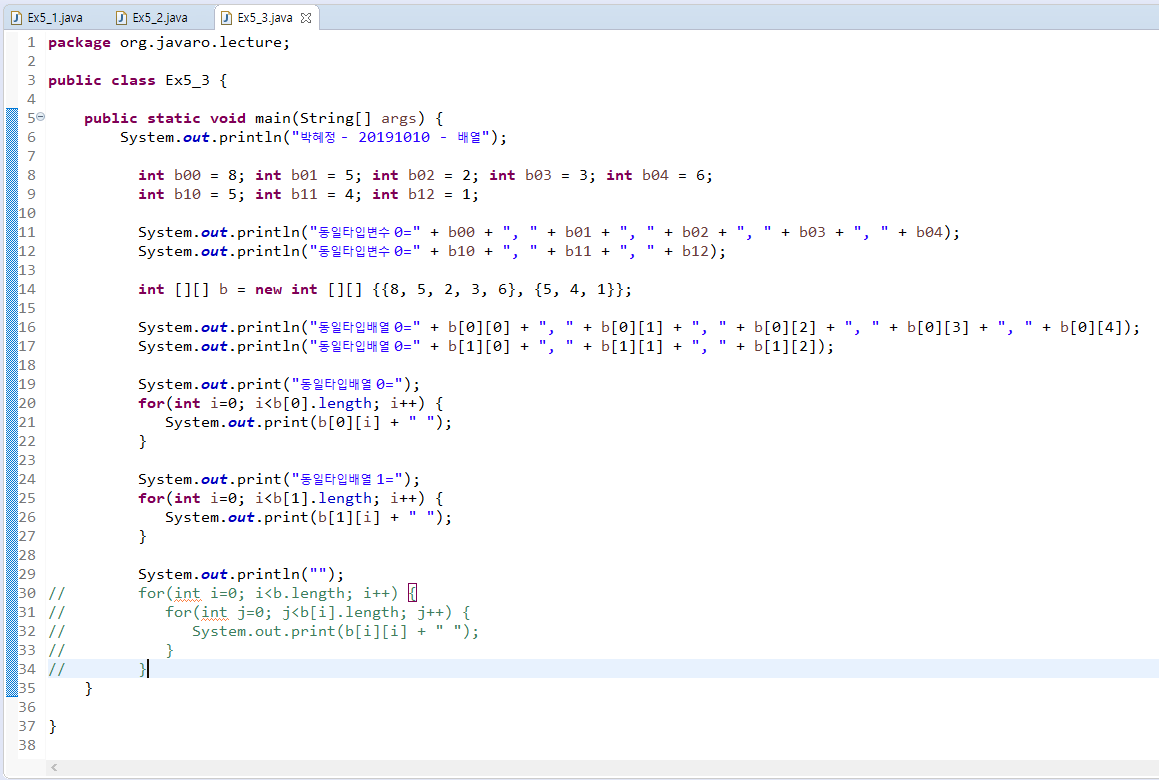 Ex5_1.java Ex5_2.java Ex5_3.java
1 package org.javaro.lecture;
2
3 public class Ex5_3 {
4
5 public static void main(String[] args) {
6 System.out.println("박혜정 - 20191010 - 배열");
7
8 int b00 = 8; int b01 = 5; int b02 = 2; int b03 = 3; int b04 = 6;
9 int b10 = 5; int b11 = 4; int b12 = 1;
10
11 System.out.println("동일타입변수 0=" + b00 + ", " + b01 + ", " + b02 + ", " + b03 + ", " + b04);
12 System.out.println("동일타입변수 0=" + b10 + ", " + b11 + ", " + b12);
13
14 int [][] b = new int [][] {{8, 5, 2, 3, 6}, {5, 4, 1}};
15
16 System.out.println("동일타입배열 0=" + b[0][0] + ", " + b[0][1] + ", " + b[0][2] + ", " + b[0][3] + ", " + b[0][4]);
17 System.out.println("동일타입배열 0=" + b[1][0] + ", " + b[1][1] + ", " + b[1][2]);
18
19 System.out.print("동일타입배열 0=");
20 for(int i=0; i<b[0].length; i++) {
21 System.out.print(b[0][i] + " ");
22 }
23
24 System.out.print("동일타입배열 1=");
25 for(int i=0; i<b[1].length; i++) {
26 System.out.print(b[1][i] + " ");
27 }
28
29 System.out.println("");
30 // for(int i=0; i<b.length; i++) {
31 // for(int j=0; j<b[i].length; j++) {
32 // System.out.print(b[i][i] + " ");
33 // }
34 // }
35 }
36
37 }
38